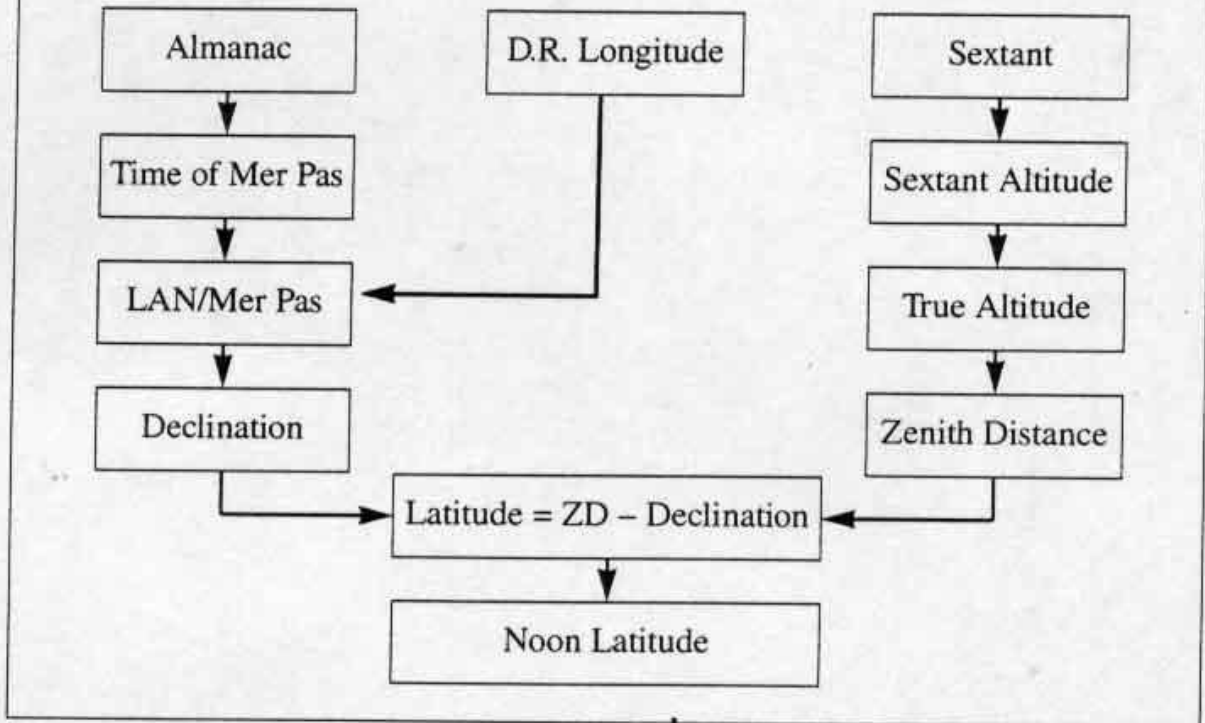 Almanac
D.R. Longitude
Sextant
Time of Mer Pas
Sextant Altitude
LAN/Mer Pas
True Altitude
Declination
Zenith Distance
Latitude = ZD – Declination
Noon Latitude